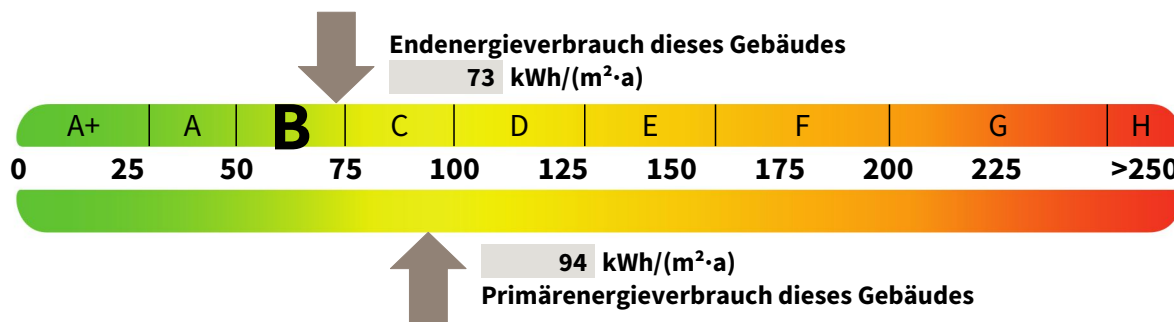 Endenergieverbrauch dieses Gebäudes
73 kWh/(m²·a)
A+ A B C D E F G H
0 25 50 75 100 125 150 175 200 225 >250
94 kWh/(m²·a)
Primärenergieverbrauch dieses Gebäudes